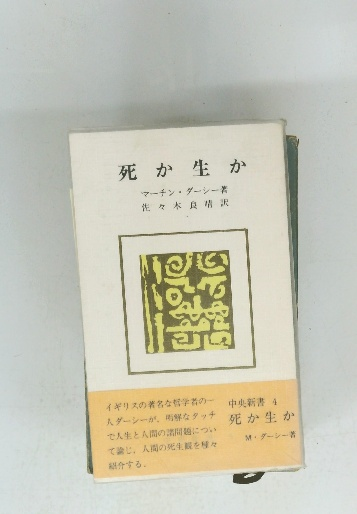 死か生か
マーチン・ダーシー著
佐々木良晴訳
イギリスの著名な哲学者の一
人ダーシーが、明解なタッチ
で人生と人間の諸問題につい
て論じ、人間の死生観を種々
紹介する。
中央新書 4
死か生か
M・ダーシー著